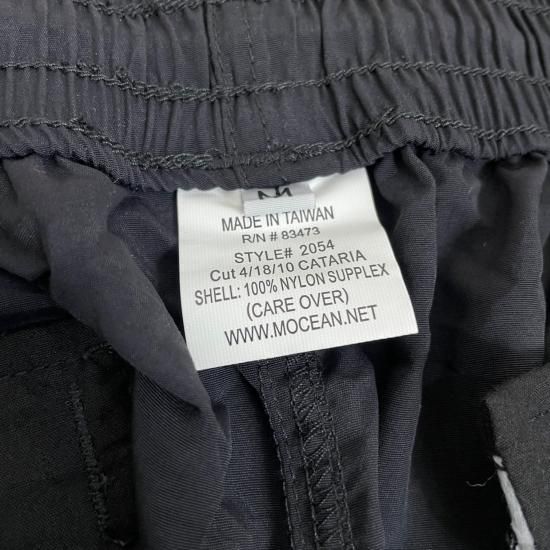 M
MADE IN TAIWAN
R/N # 83473
STYLE# 2054
Cut 4/18/10 CATARIA
SHELL: 100% NYLON SUPPLEX
(CARE OVER)
WWW.MOCEAN.NET